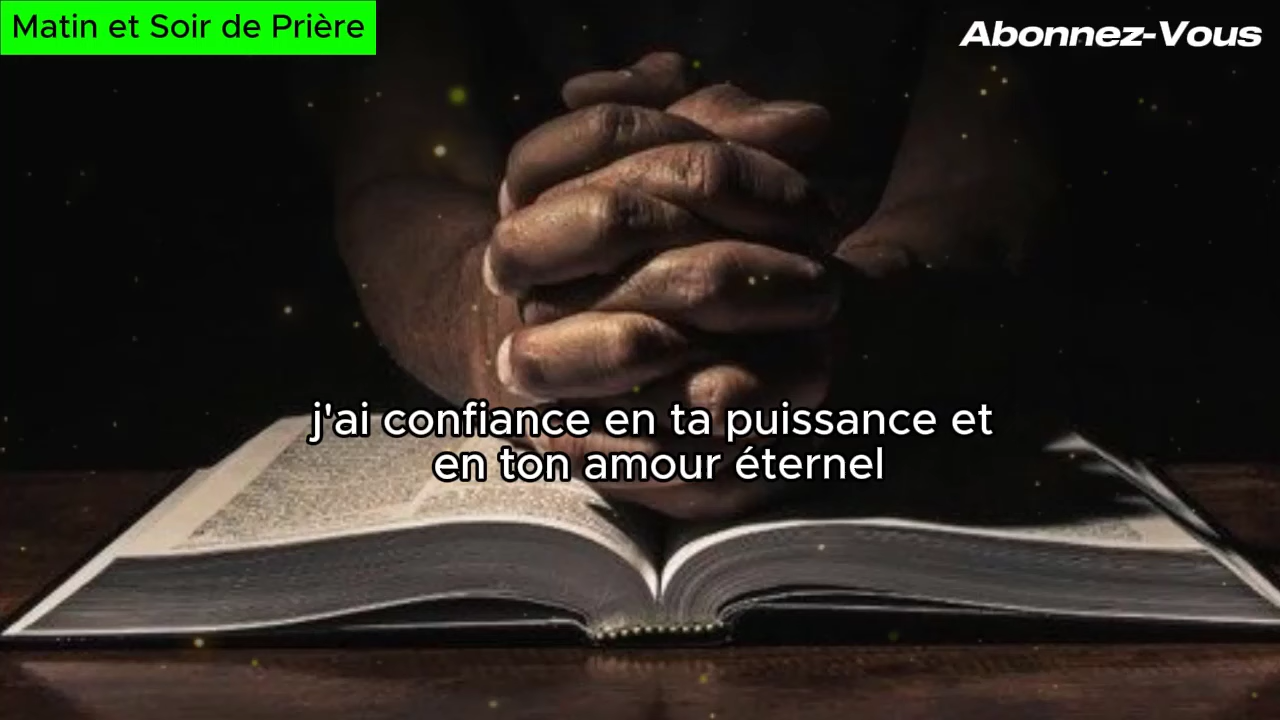 Matin et Soir de Prière
Abonnez-Vous
j'ai confiance en ta puissance et
en ton amour éternel